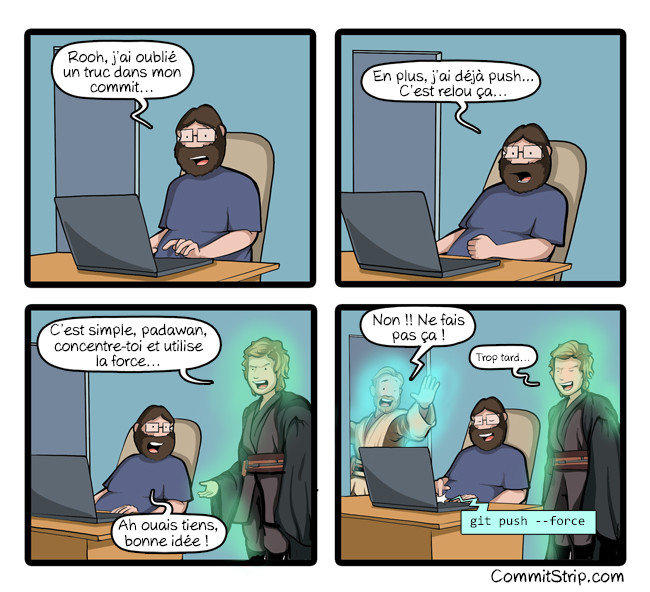 Rooh, j'ai oublié
un truc dans mon
commit...
En plus, j'ai déjà push...
C'est relou ça...
C'est simple, padawan,
concentre-toi et utilise
la force...
Ah ouais tiens,
bonne idée !
Non !! Ne fais
pas ça !
Trop tard...
git push --force
CommitStrip.com